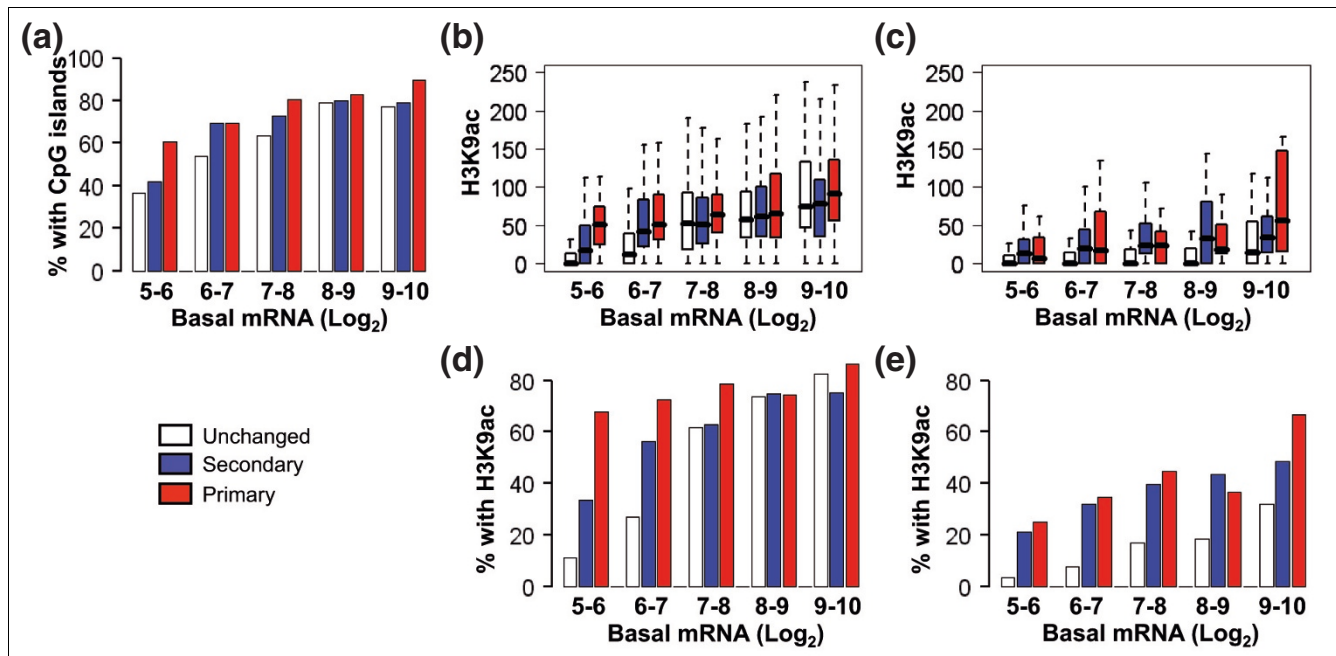 (a)
% with CpG islands
100
80
60
40
20
0
5-6 6-7 7-8 8-9 9-10
Basal mRNA (Log₂)
(b)
H3K9ac
250
200
150
100
50
0
5-6 6-7 7-8 8-9 9-10
Basal mRNA (Log₂)
(c)
H3K9ac
250
200
150
100
50
0
5-6 6-7 7-8 8-9 9-10
Basal mRNA (Log₂)
Unchanged
Secondary
Primary
(d)
% with H3K9ac
80
60
40
20
0
5-6 6-7 7-8 8-9 9-10
Basal mRNA (Log₂)
(e)
% with H3K9ac
80
60
40
20
0
5-6 6-7 7-8 8-9 9-10
Basal mRNA (Log₂)